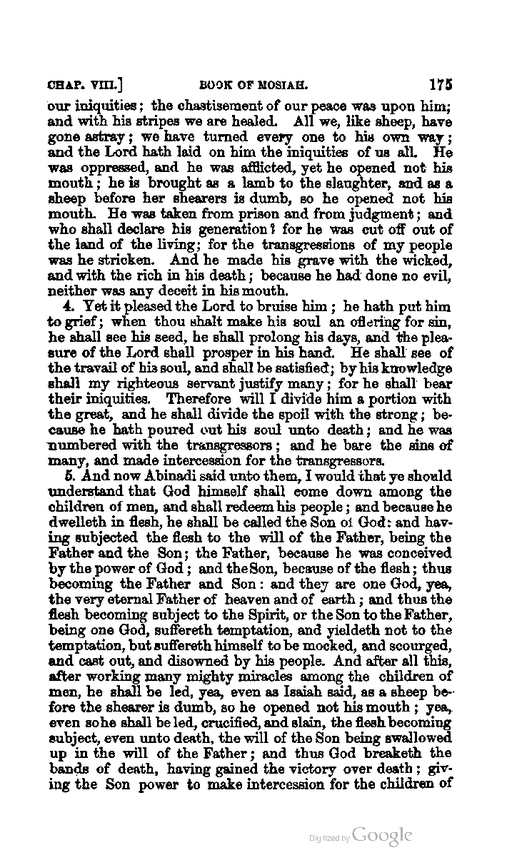 CHAP. VIII.] BOOK OF MOSIAH. 175
our iniquities; the chastisement of our peace was upon him;
and with his stripes we are healed. All we, like sheep, have
gone astray; we have turned every one to his own way;
and the Lord hath laid on him the iniquities of us all. He
was oppressed, and he was afflicted, yet he opened not his
mouth; he is brought as a lamb to the slaughter, and as a
sheep before her shearers is dumb, so he opened not his
mouth. He was taken from prison and from judgment; and
who shall declare his generation? for he was cut off out of
the land of the living; for the transgressions of my people
was he stricken. And he made his grave with the wicked,
and with the rich in his death; because he had done no evil,
neither was any deceit in his mouth.
4. Yet it pleased the Lord to bruise him; he hath put him
to grief; when thou shalt make his soul an offering for sin,
he shall see his seed, he shall prolong his days, and the plea-
sure of the Lord shall prosper in his hand. He shall see of
the travail of his soul, and shall be satisfied; by his knowledge
shall my righteous servant justify many; for he shall bear
their iniquities. Therefore will I divide him a portion with
the great, and he shall divide the spoil with the strong; be-
cause he hath poured out his soul unto death; and he was
numbered with the transgressors; and he bare the sins of
many, and made intercession for the transgressors.
5. And now Abinadi said unto them, I would that ye should
understand that God himself shall come down among the
children of men, and shall redeem his people; and because he
dwelleth in flesh, he shall be called the Son of God: and hav-
ing subjected the flesh to the will of the Father, being the
Father and the Son; the Father, because he was conceived
by the power of God; and the Son, because of the flesh; thus
becoming the Father and Son: and they are one God, yea,
the very eternal Father of heaven and of earth; and thus the
flesh becoming subject to the Spirit, or the Son to the Father,
being one God, suffereth temptation, and yieldeth not to the
temptation, but suffereth himself to be mocked, and scourged,
and cast out, and disowned by his people. And after all this,
after working many mighty miracles among the children of
men, he shall be led, yea, even as Isaiah said, as a sheep be-
fore the shearer is dumb, so he opened not his mouth; yea,
even so he shall be led, crucified, and slain, the flesh becoming
subject, even unto death, the will of the Son being swallowed
up in the will of the Father; and thus God breaketh the
bands of death, having gained the victory over death; giv-
ing the Son power to make intercession for the children of
Digitized by Google